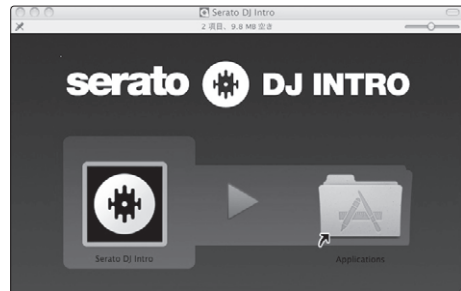 Serato DJ Intro
2 項目、9.8 MB 空き
serato DJ INTRO
Serato DJ Intro
Applications